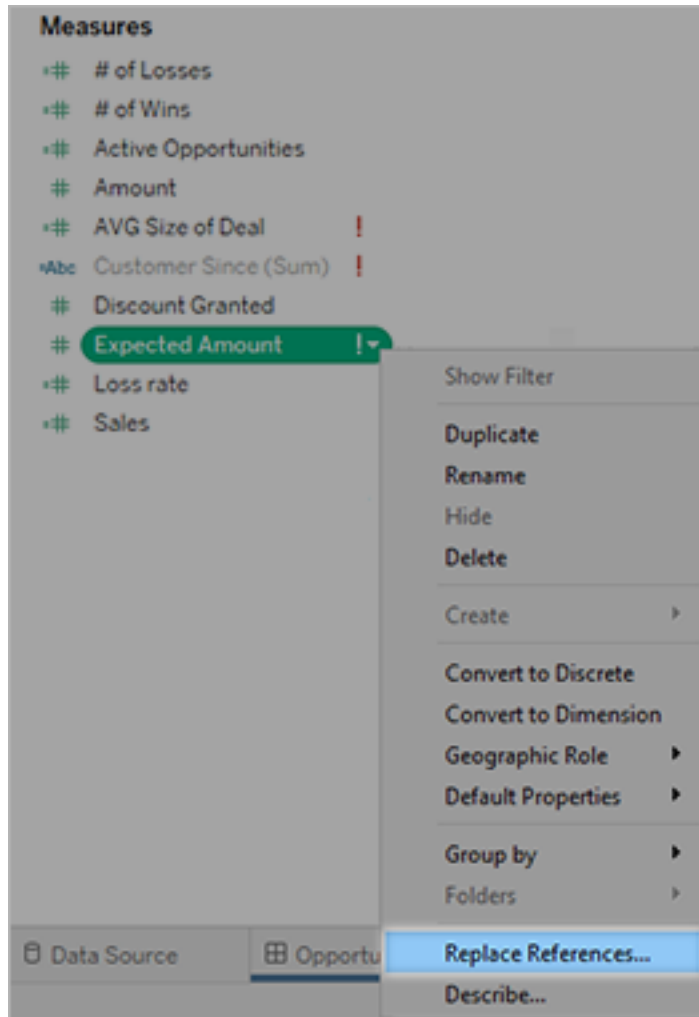 Measures
# of Losses
# of Wins
Active Opportunities
Amount
AVG Size of Deal !
Abc Customer Since (Sum) !
Discount Granted
Expected Amount !
Loss rate
Sales
Show Filter
Duplicate
Rename
Hide
Delete
Create
Convert to Discrete
Convert to Dimension
Geographic Role
Default Properties
Group by
Folders
Replace References...
Describe...
Data Source
Opportu